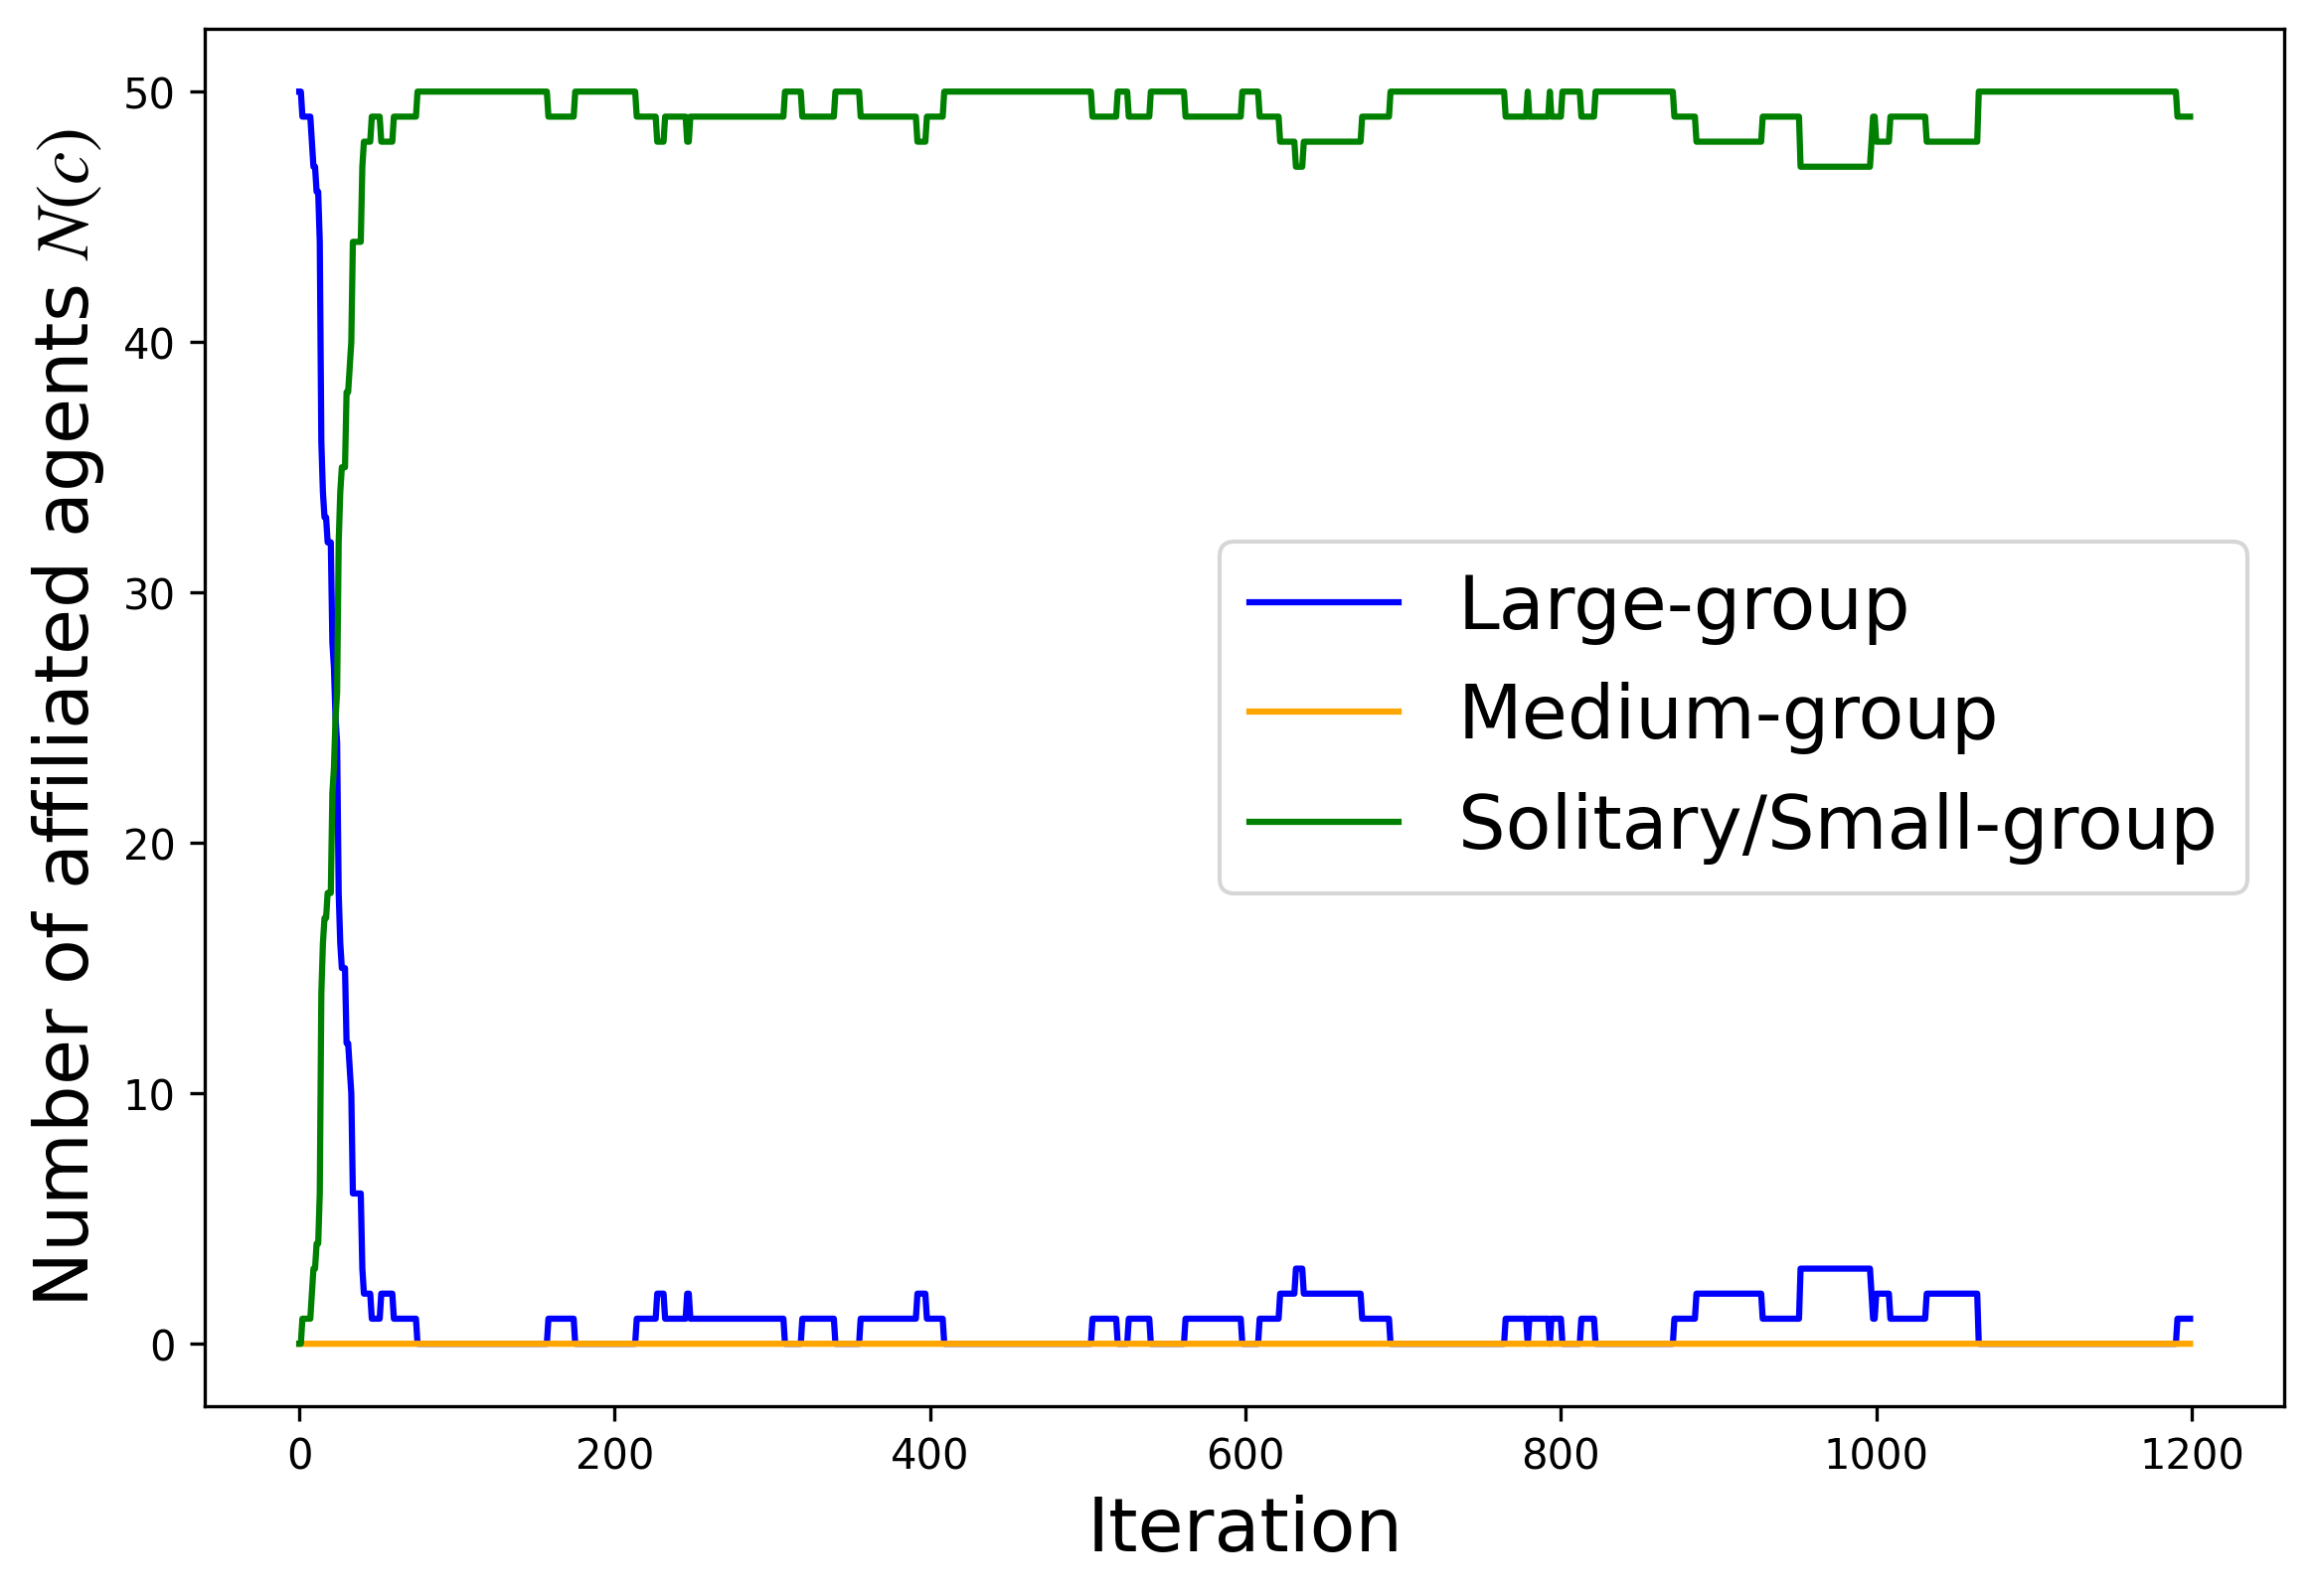 Number of affiliated agents N(c)
50
40
30
20
10
0
Large-group
Medium-group
Solitary/Small-group
0 200 400 600 800 1000 1200
Iteration